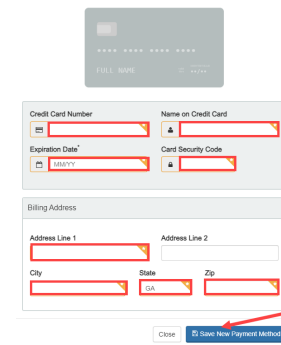 **** **** **** ****
FULL NAME **/**
Credit Card Number Name on Credit Card
Expiration Date* Card Security Code
MM/YY
Billing Address
Address Line 1 Address Line 2
City State Zip
GA
Close Save New Payment Method